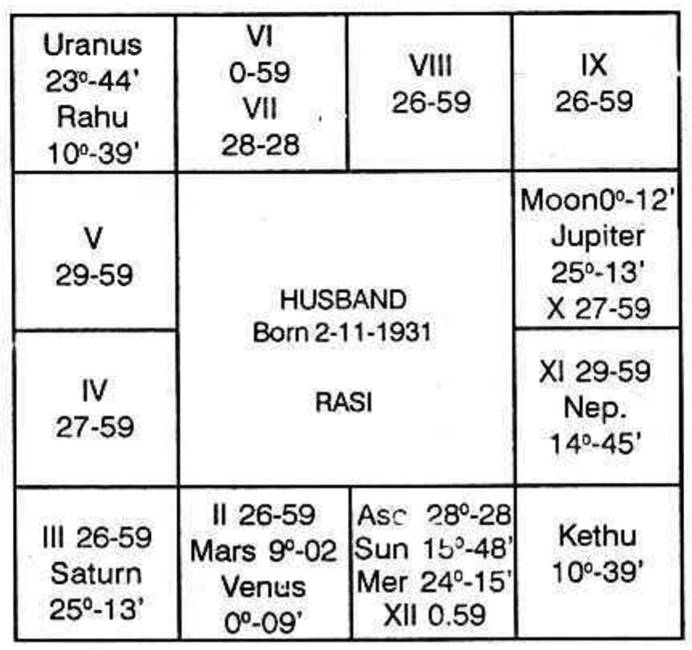 Uranus
23º-44'
Rahu
10º-39'
VI
0-59
VII
28-28
VIII
26-59
IX
26-59
V
29-59
HUSBAND
Born 2-11-1931
RASI
Moon0º-12'
Jupiter
25º-13'
X 27-59
IV
27-59
XI 29-59
Nep.
14º-45'
III 26-59
Saturn
25º-13'
II 26-59
Mars 9º-02
Venus
0º-09'
Asc 28º-28
Sun 15º-48'
Mer 24º-15'
XII 0.59
Kethu
10º-39'